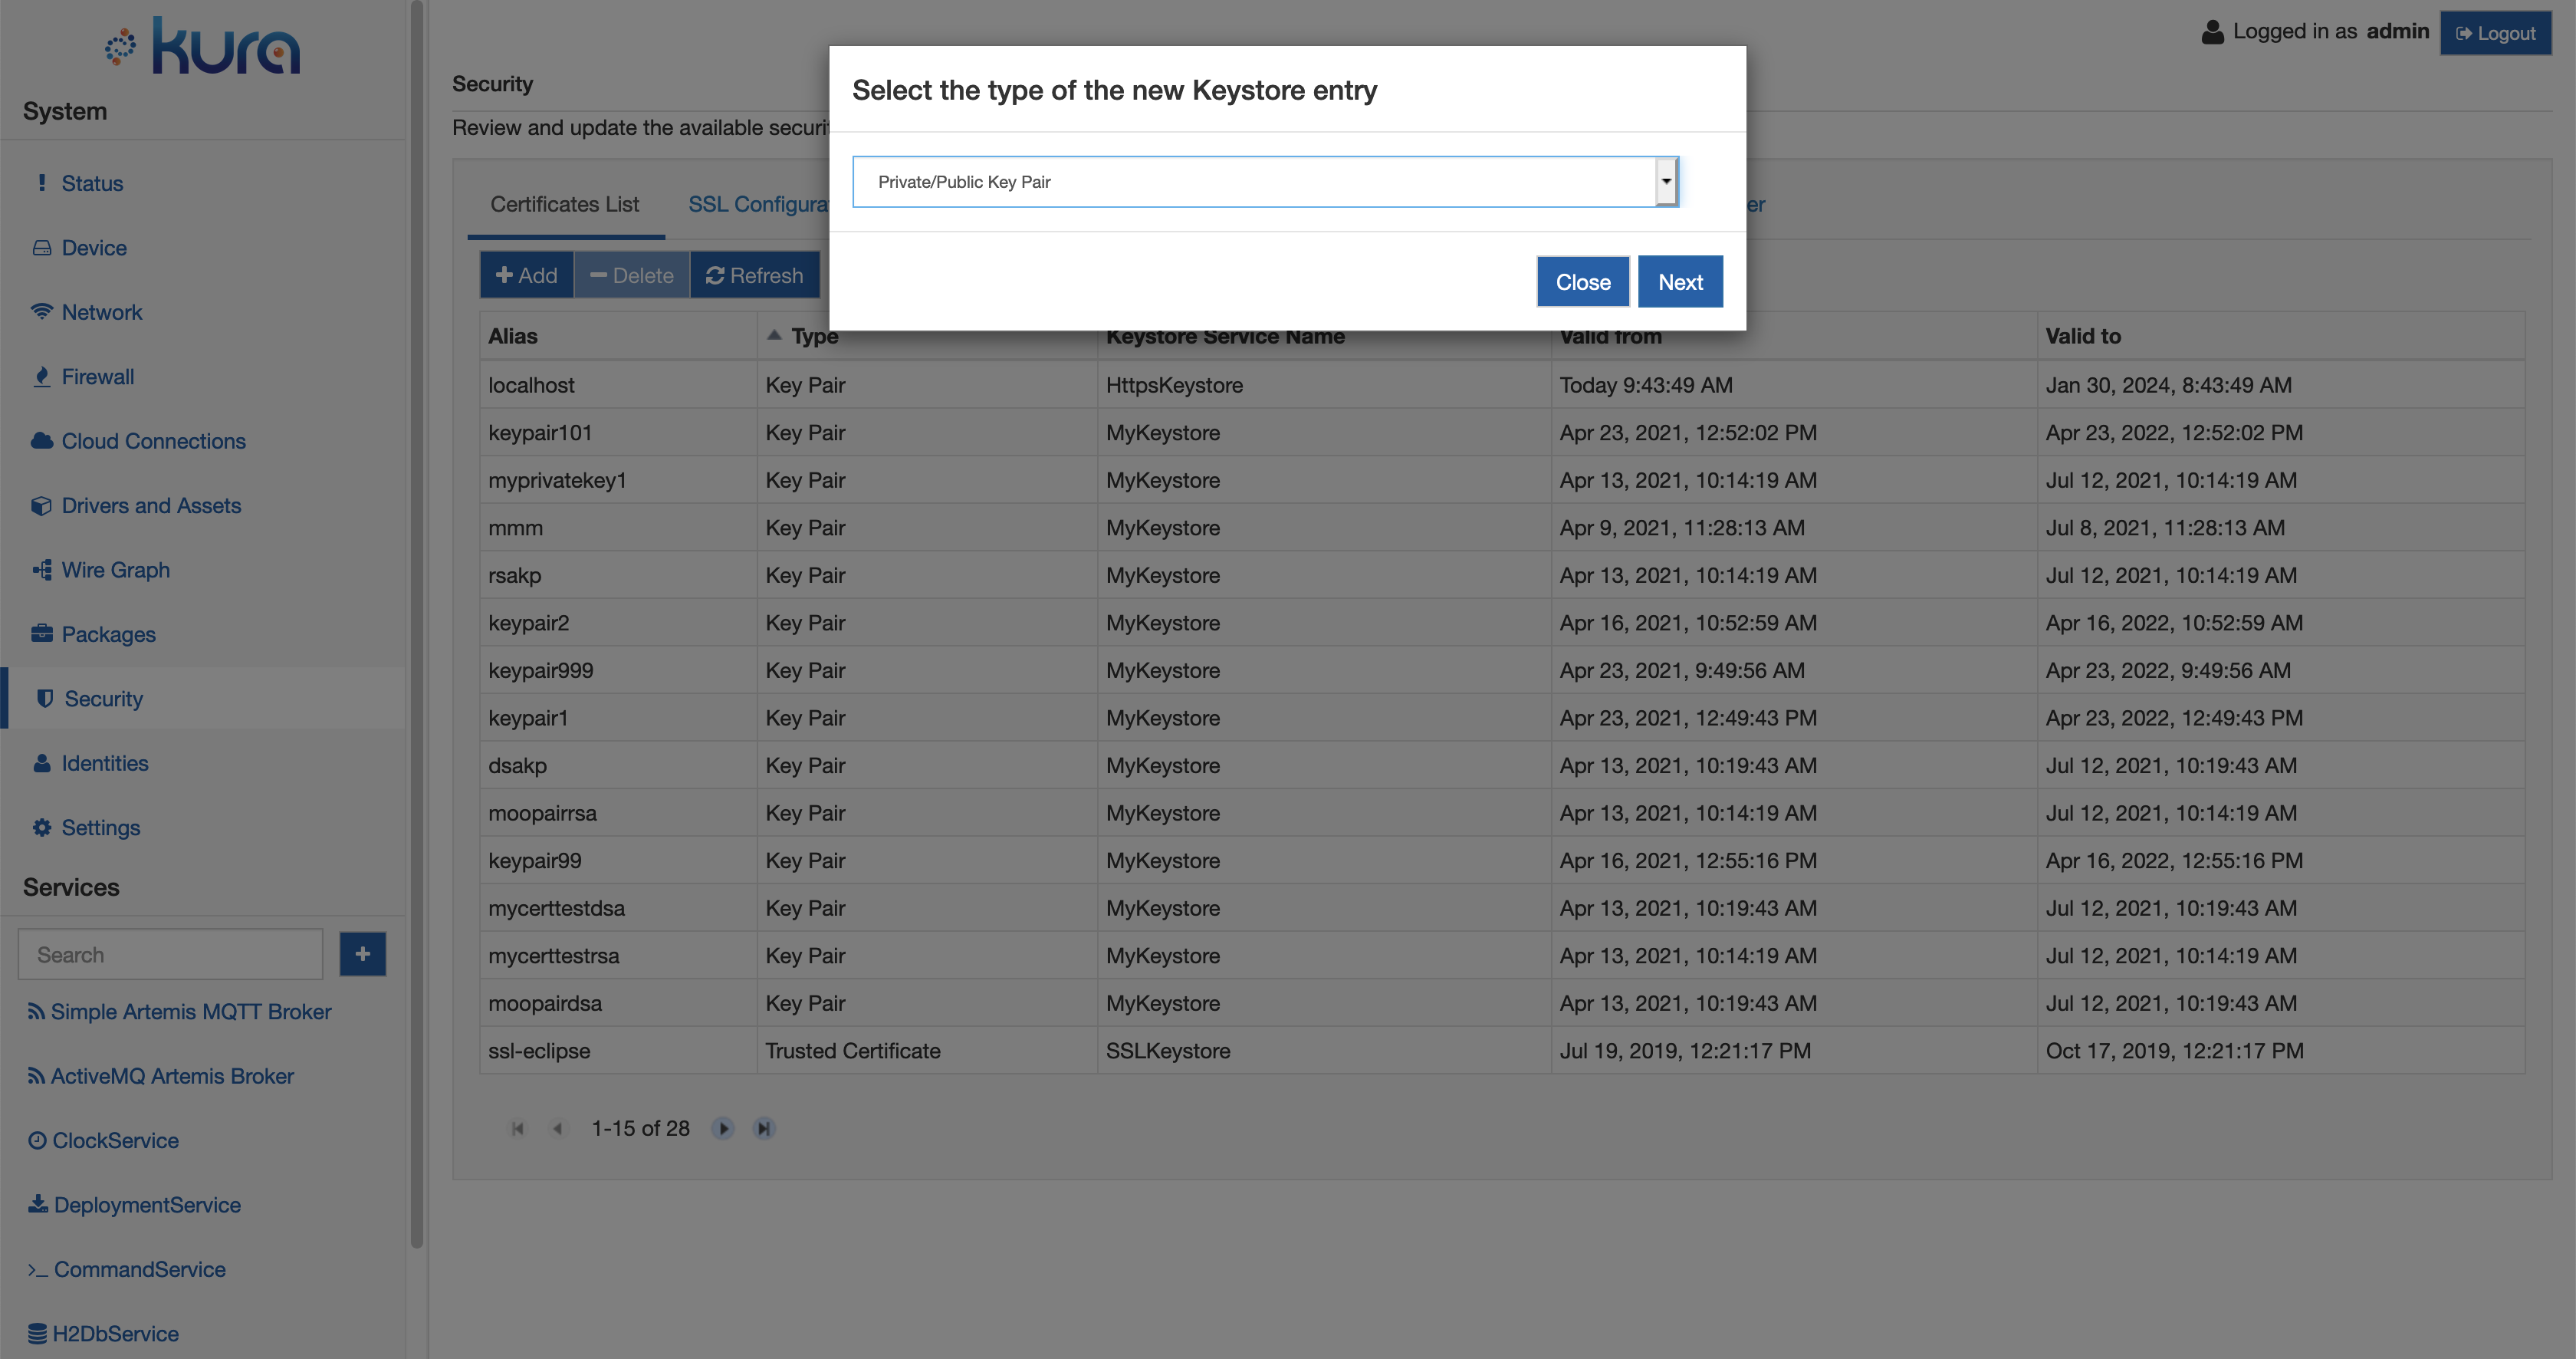 kura
System
Status
Device
Network
Firewall
Cloud Connections
Drivers and Assets
Wire Graph
Packages
Security
Identities
Settings
Services
Search
Simple Artemis MQTT Broker
ActiveMQ Artemis Broker
ClockService
DeploymentService
CommandService
H2DbService
Logged in as admin
Logout
Security
Review and update the available securi
Select the type of the new Keystore entry
Private/Public Key Pair
Close Next
Certificates List SSL Configura er
Add Delete Refresh
Alias Type Keystore Service Name Valid from Valid to
localhost Key Pair HttpsKeystore Today 9:43:49 AM Jan 30, 2024, 8:43:49 AM
keypair101 Key Pair MyKeystore Apr 23, 2021, 12:52:02 PM Apr 23, 2022, 12:52:02 PM
myprivatekey1 Key Pair MyKeystore Apr 13, 2021, 10:14:19 AM Jul 12, 2021, 10:14:19 AM
mmm Key Pair MyKeystore Apr 9, 2021, 11:28:13 AM Jul 8, 2021, 11:28:13 AM
rsakp Key Pair MyKeystore Apr 13, 2021, 10:14:19 AM Jul 12, 2021, 10:14:19 AM
keypair2 Key Pair MyKeystore Apr 16, 2021, 10:52:59 AM Apr 16, 2022, 10:52:59 AM
keypair999 Key Pair MyKeystore Apr 23, 2021, 9:49:56 AM Apr 23, 2022, 9:49:56 AM
keypair1 Key Pair MyKeystore Apr 23, 2021, 12:49:43 PM Apr 23, 2022, 12:49:43 PM
dsakp Key Pair MyKeystore Apr 13, 2021, 10:19:43 AM Jul 12, 2021, 10:19:43 AM
moopairrsa Key Pair MyKeystore Apr 13, 2021, 10:14:19 AM Jul 12, 2021, 10:14:19 AM
keypair99 Key Pair MyKeystore Apr 16, 2021, 12:55:16 PM Apr 16, 2022, 12:55:16 PM
mycerttestdsa Key Pair MyKeystore Apr 13, 2021, 10:19:43 AM Jul 12, 2021, 10:19:43 AM
mycerttestrsa Key Pair MyKeystore Apr 13, 2021, 10:14:19 AM Jul 12, 2021, 10:14:19 AM
moopairdsa Key Pair MyKeystore Apr 13, 2021, 10:19:43 AM Jul 12, 2021, 10:19:43 AM
ssl-eclipse Trusted Certificate SSLKeystore Jul 19, 2019, 12:21:17 PM Oct 17, 2019, 12:21:17 PM
1-15 of 28